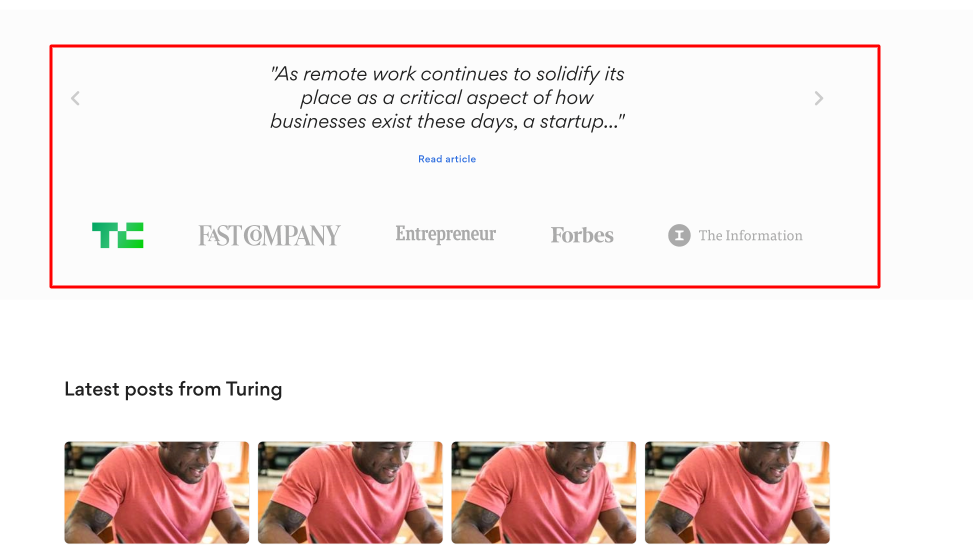 "As remote work continues to solidify its
place as a critical aspect of how
businesses exist these days, a startup..."
Read article
TC FAST COMPANY Entrepreneur Forbes I The Information
Latest posts from Turing